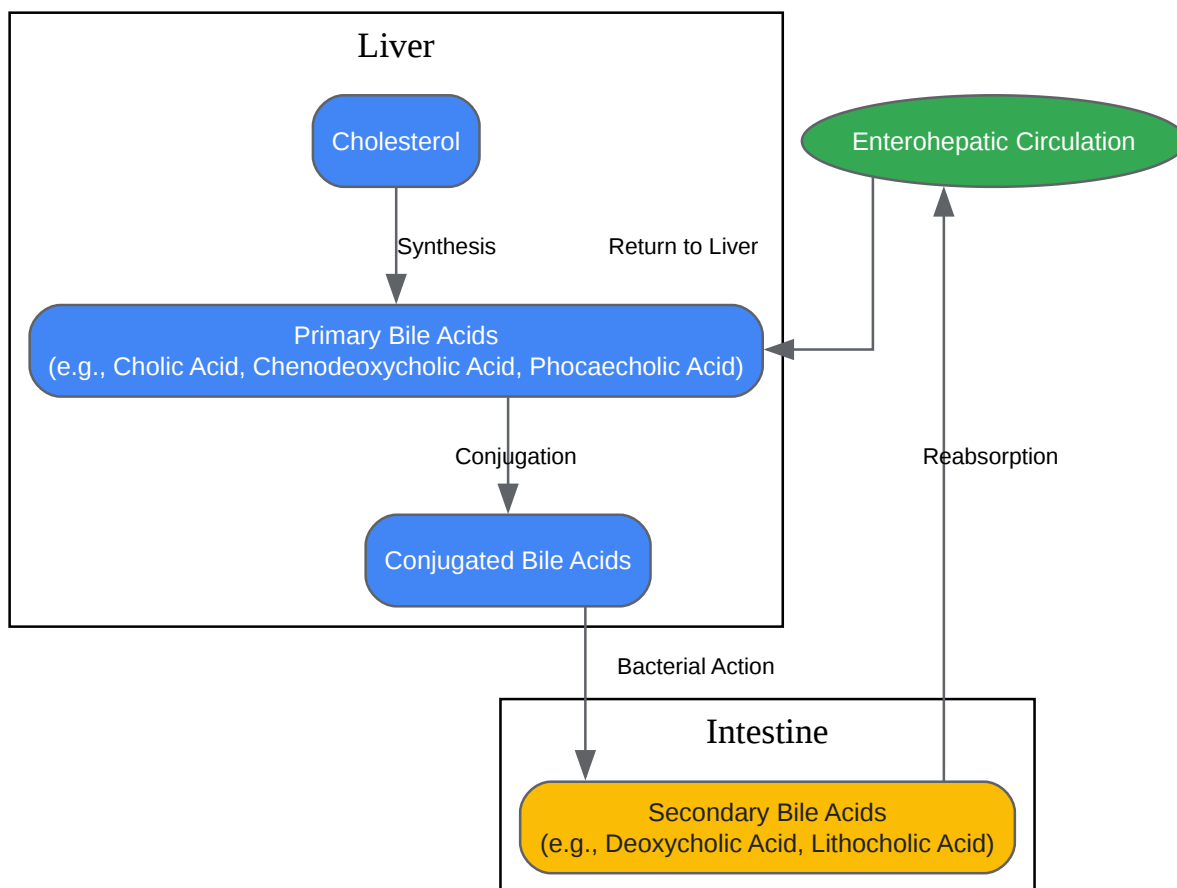 Liver
Cholesterol
Enterohepatic Circulation
Synthesis
Return to Liver
Primary Bile Acids
(e.g., Cholic Acid, Chenodeoxycholic Acid, Phocaecholic Acid)
Conjugation
Reabsorption
Conjugated Bile Acids
Bacterial Action
Intestine
Secondary Bile Acids
(e.g., Deoxycholic Acid, Lithocholic Acid)